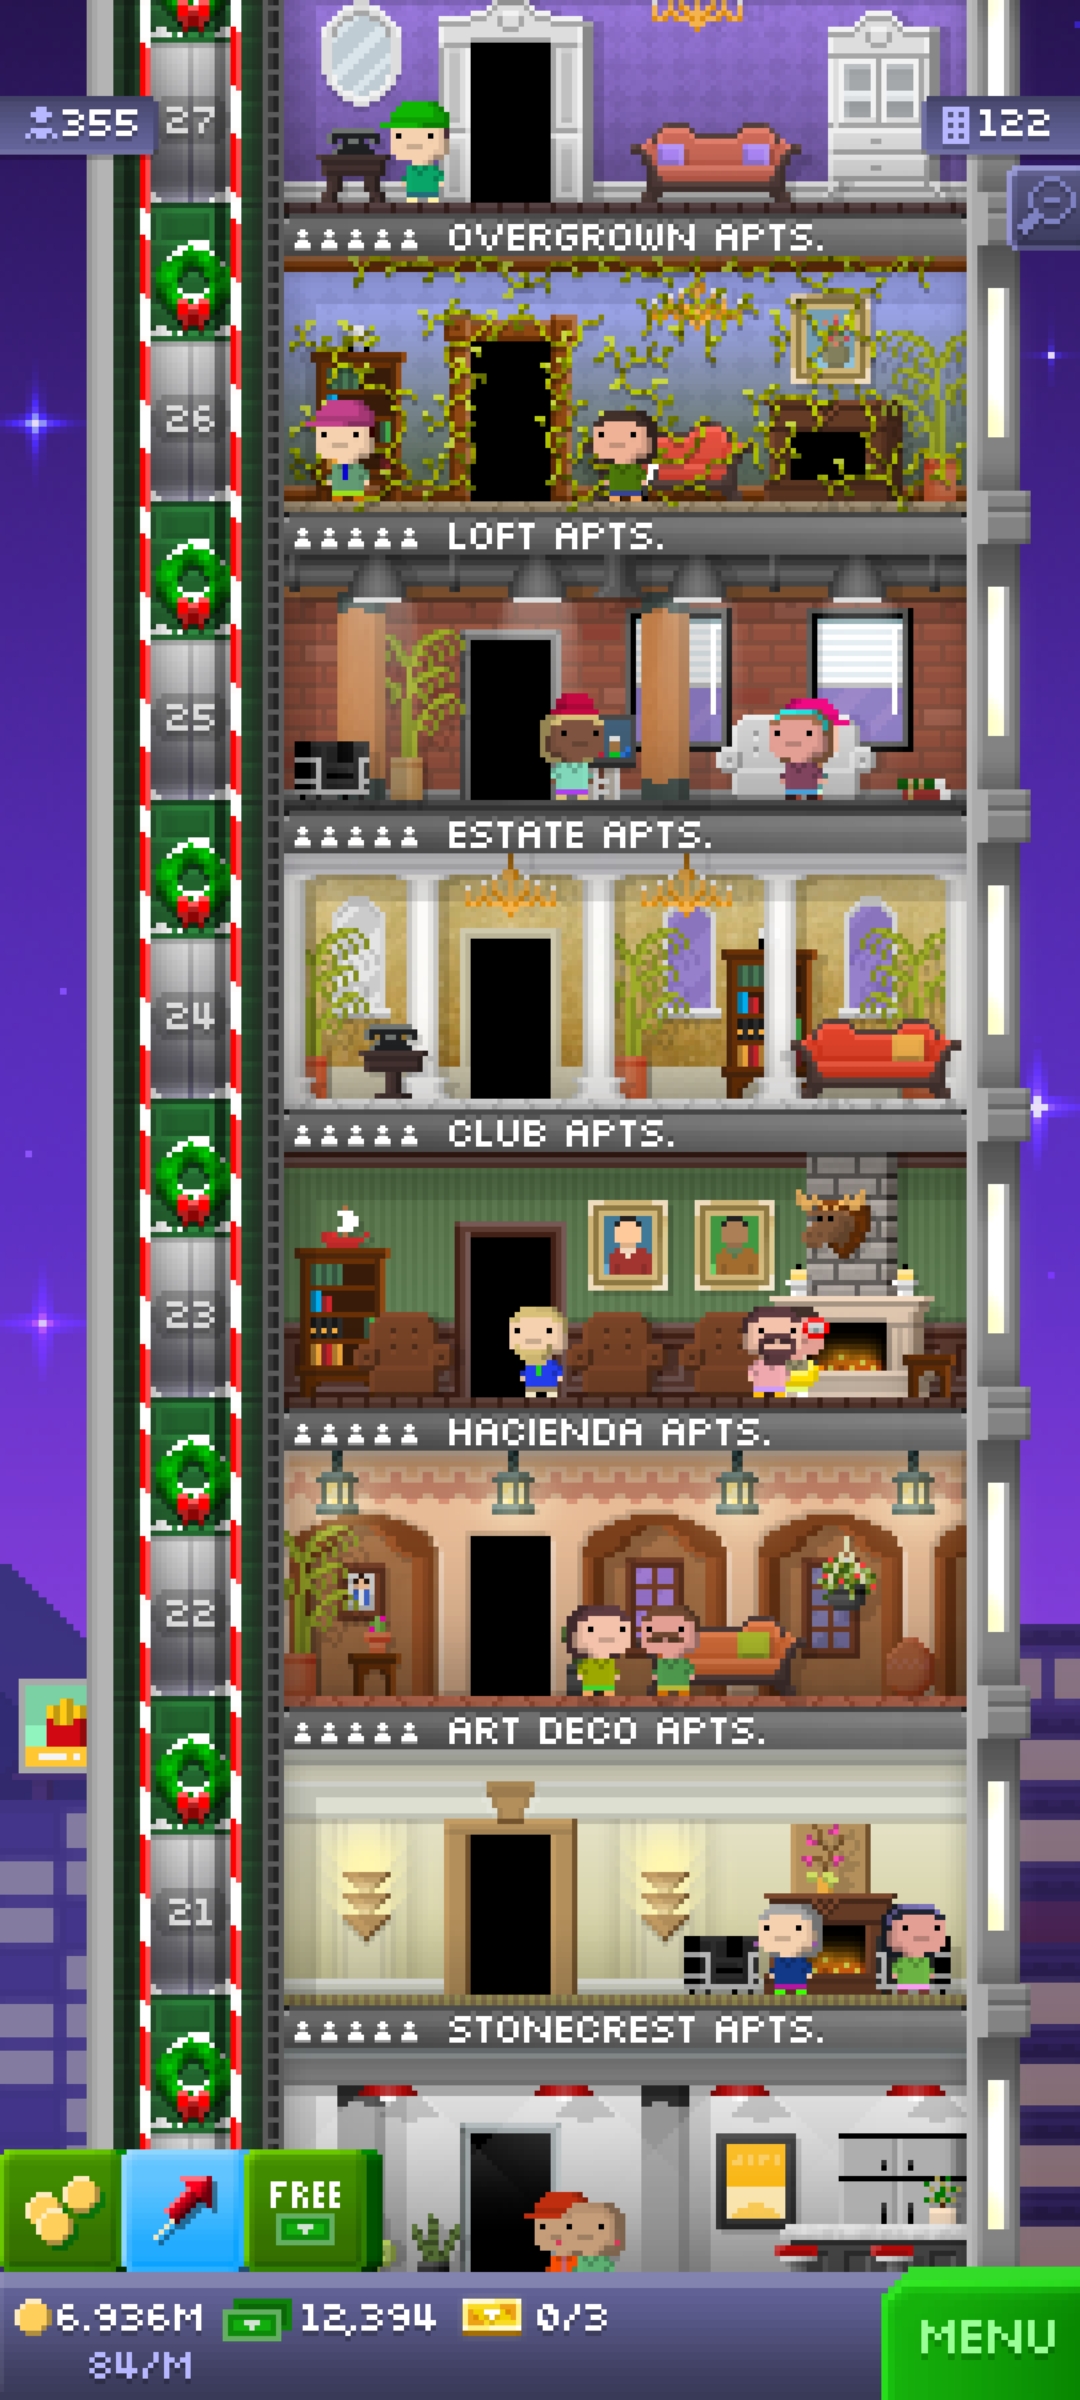 355
27
122
OVERGROWN APTS.
26
LOFT APTS.
25
ESTATE APTS.
24
CLUB APTS.
23
HACIENDA APTS.
22
ART DECO APTS.
21
STONECREST APTS.
FREE
6.936M 12,394 0/3
84/M
MENU